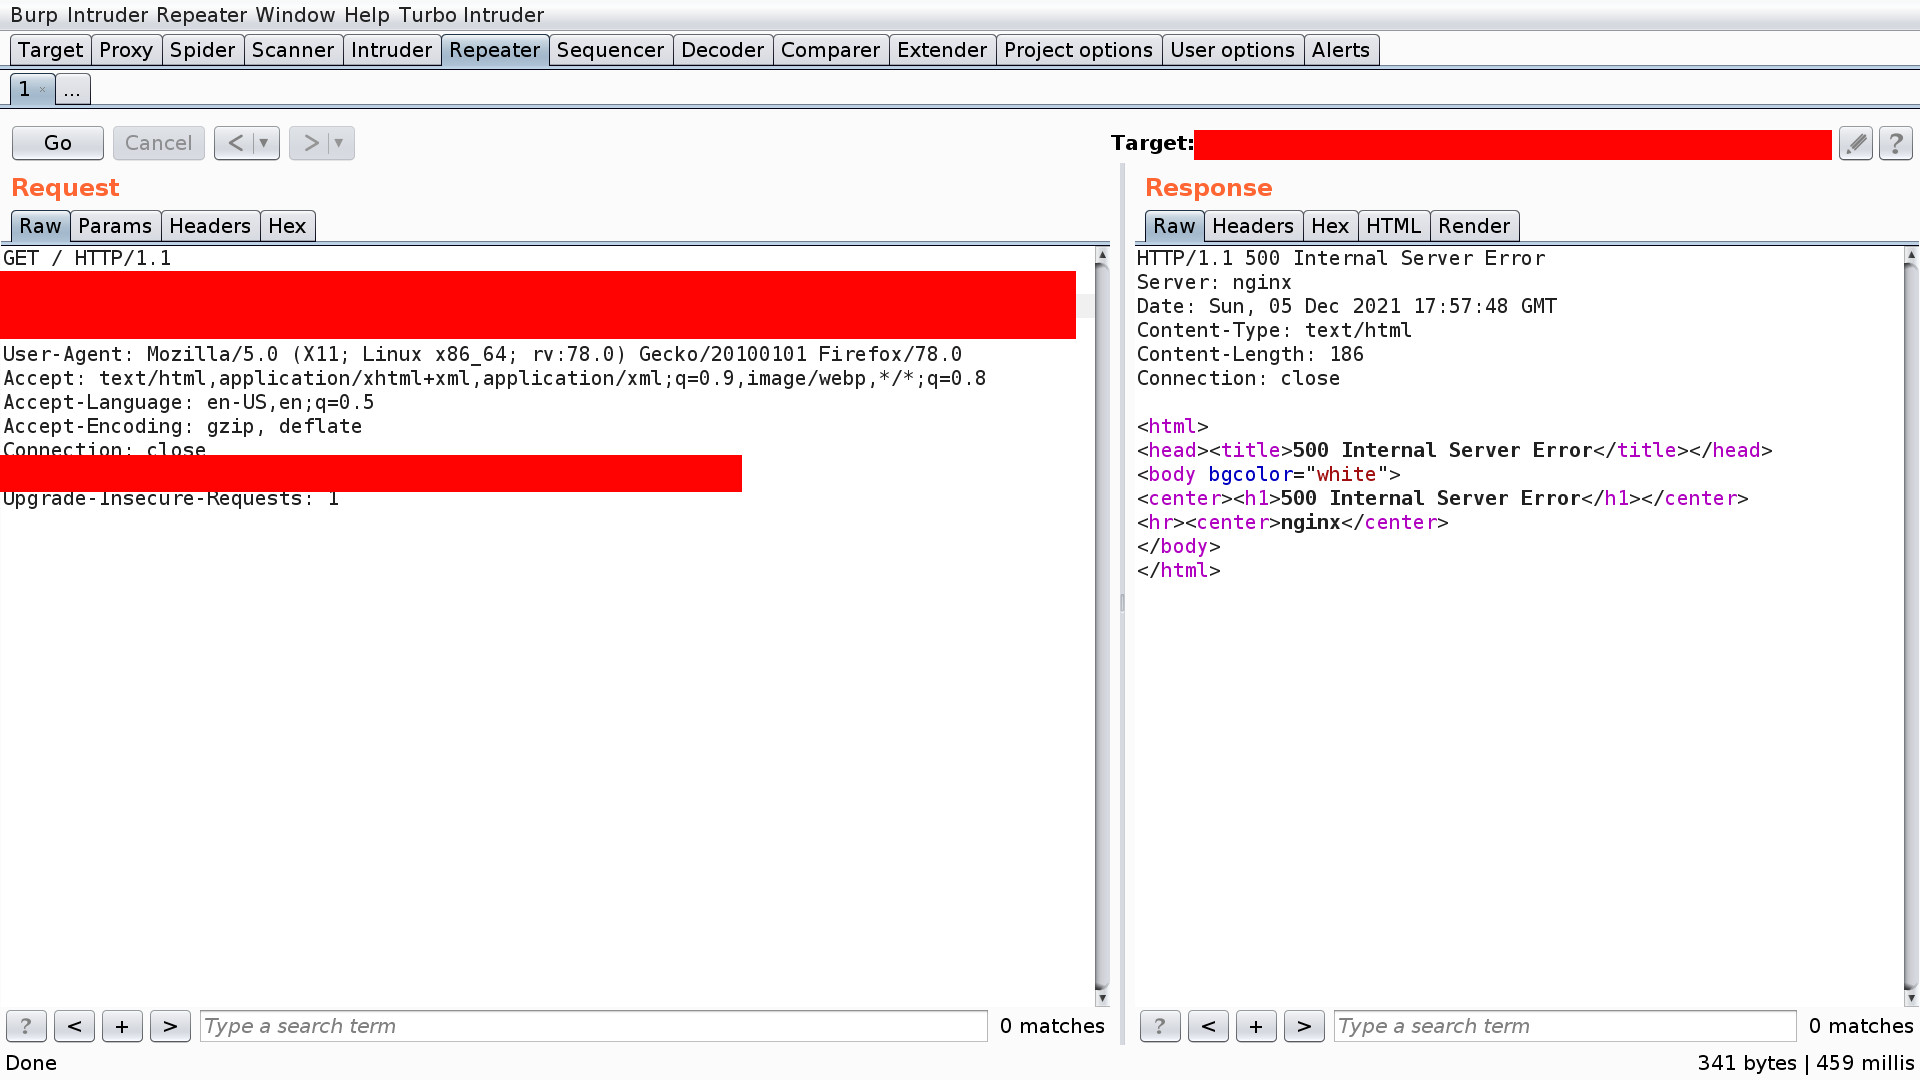 Burp Intruder Repeater Window Help Turbo Intruder
Target Proxy Spider Scanner Intruder Repeater Sequencer Decoder Comparer Extender Project options User options Alerts
1 × ...
Go Cancel < ▼ > ▼ Target: ?
Request
Raw Params Headers Hex
GET / HTTP/1.1
User-Agent: Mozilla/5.0 (X11; Linux x86_64; rv:78.0) Gecko/20100101 Firefox/78.0
Accept: text/html,application/xhtml+xml,application/xml;q=0.9,image/webp,*/*;q=0.8
Accept-Language: en-US,en;q=0.5
Accept-Encoding: gzip, deflate
Connection: close
Upgrade-Insecure-Requests: 1
? < + > Type a search term 0 matches
Response
Raw Headers Hex HTML Render
HTTP/1.1 500 Internal Server Error
Server: nginx
Date: Sun, 05 Dec 2021 17:57:48 GMT
Content-Type: text/html
Content-Length: 186
Connection: close
<html>
<head><title>500 Internal Server Error</title></head>
<body bgcolor="white">
<center><h1>500 Internal Server Error</h1></center>
<hr><center>nginx</center>
</body>
</html>
? < + > Type a search term 0 matches
Done 341 bytes | 459 millis